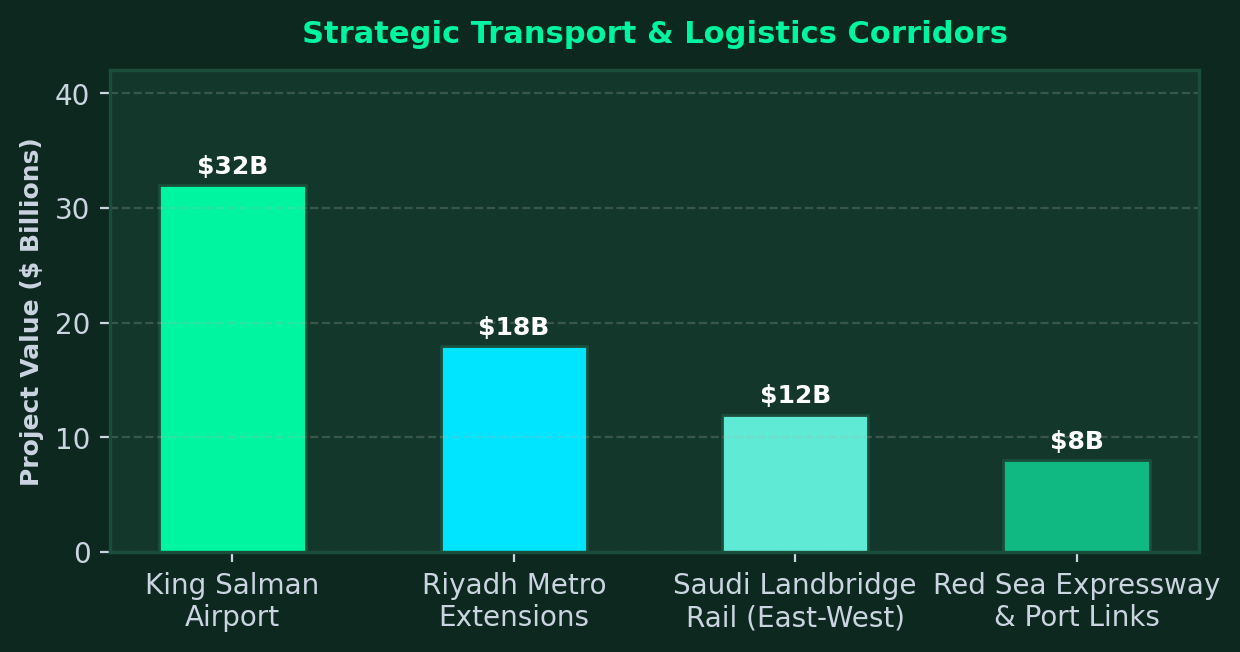 Strategic Transport & Logistics Corridors
Project Value ($ Billions)
40
30
20
10
0
$32B
$18B
$12B
$8B
King Salman
Airport
Riyadh Metro
Extensions
Saudi Landbridge
Rail (East-West)
Red Sea Expressway
& Port Links